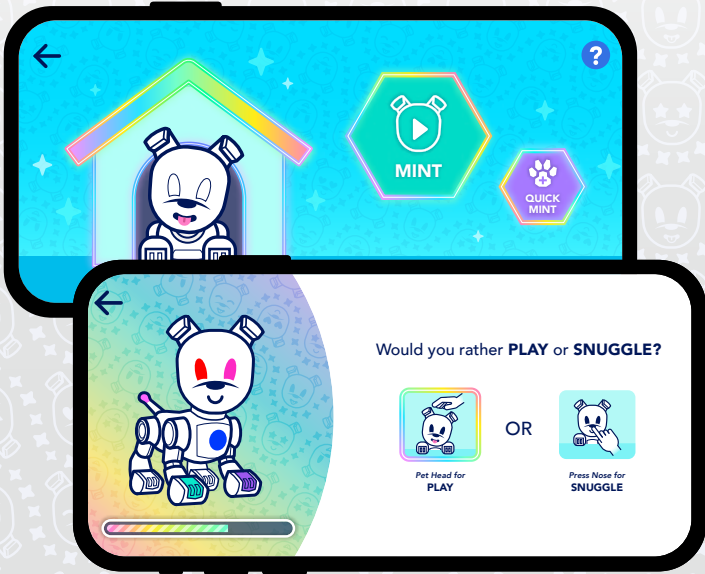 ?
MINT
QUICK
MINT
Would you rather PLAY or SNUGGLE?
OR
Pet Head for
PLAY
Press Nose for
SNUGGLE